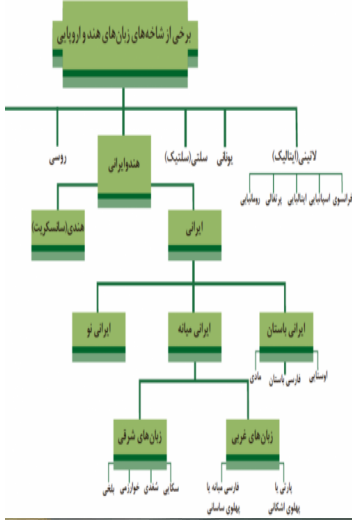 برخی از شاخه‌های زبان‌های هند و اروپایی
لاتینی(ایتالیک)
یونانی
سلتی(سلتیک)
هندوایرانی
روسی
فرانسوی
اسپانیایی
ایتالیایی
پرتغالی
رومانیایی
ایرانی
هندی(سانسکریت)
ایرانی باستان
ایرانی میانه
ایرانی نو
اوستایی
فارسی باستان
مادی
زبان‌های غربی
زبان‌های شرقی
پارتی یا
پهلوی اشکانی
فارسی میانه یا
پهلوی ساسانی
سکایی
سُغدی
خوارزمی
بلخی